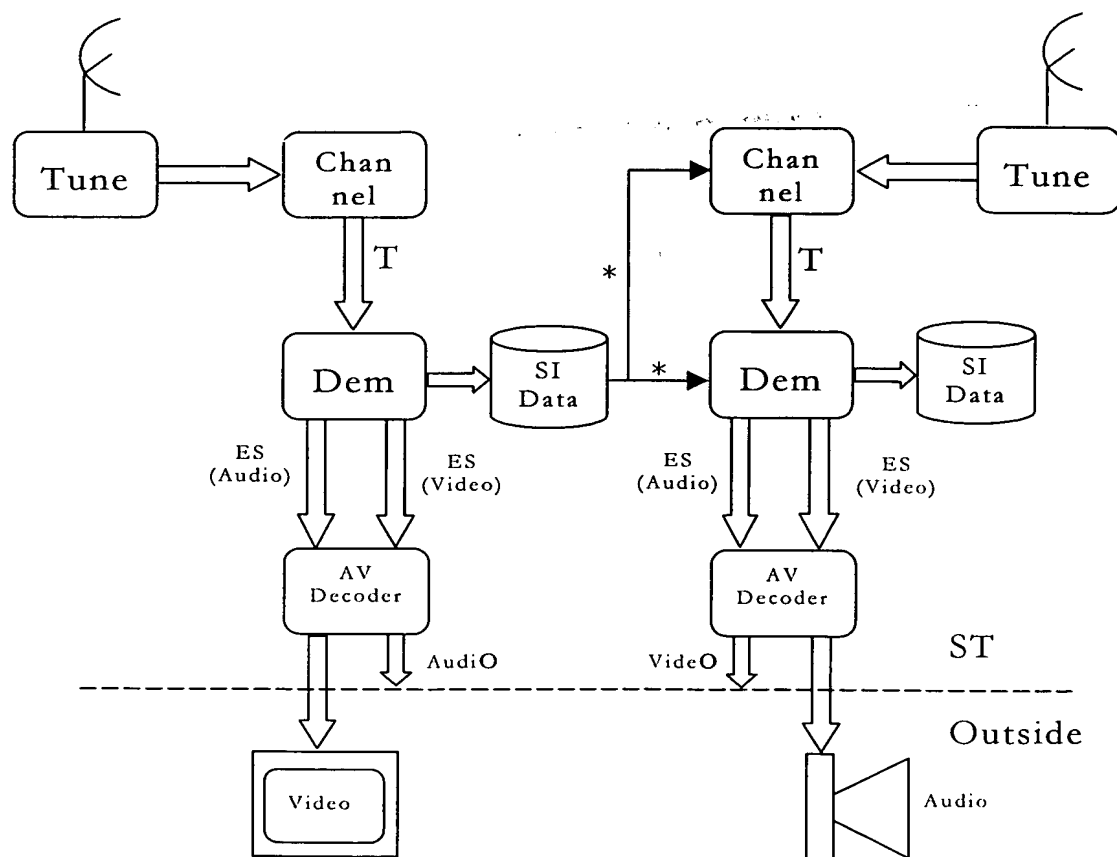 Tune
Chan
nel
Chan
nel
Tune
T
T
*
*
Dem
SI
Data
Dem
SI
Data
ES
(Audio)
ES
(Video)
ES
(Audio)
ES
(Video)
AV
Decoder
AV
Decoder
AudiO
VideO
ST
Outside
Video
Audio